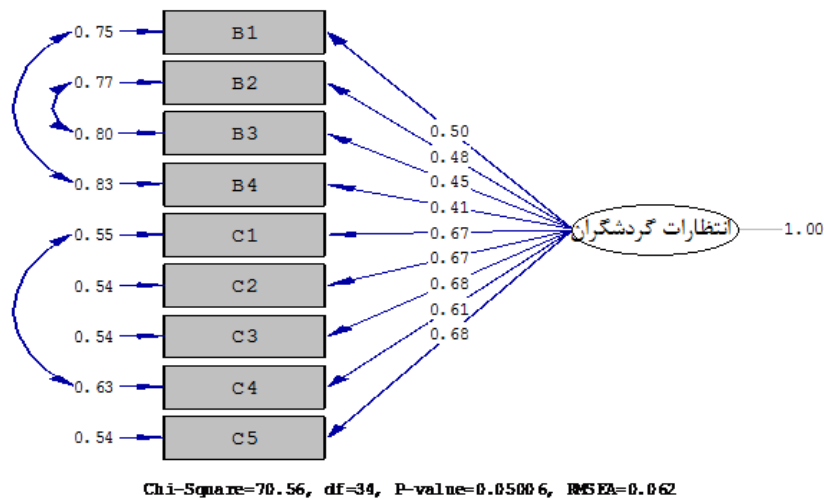 0.75 B1
0.77 B2
0.80 B3
0.83 B4
0.55 C1
0.54 C2
0.54 C3
0.63 C4
0.54 C5
0.50
0.48
0.45
0.41
0.67
0.67
0.68
0.61
0.68
انتظارات گردشگران
1.00
Chi-Square=70.56, df=34, P-value=0.05006, RMSEA=0.062